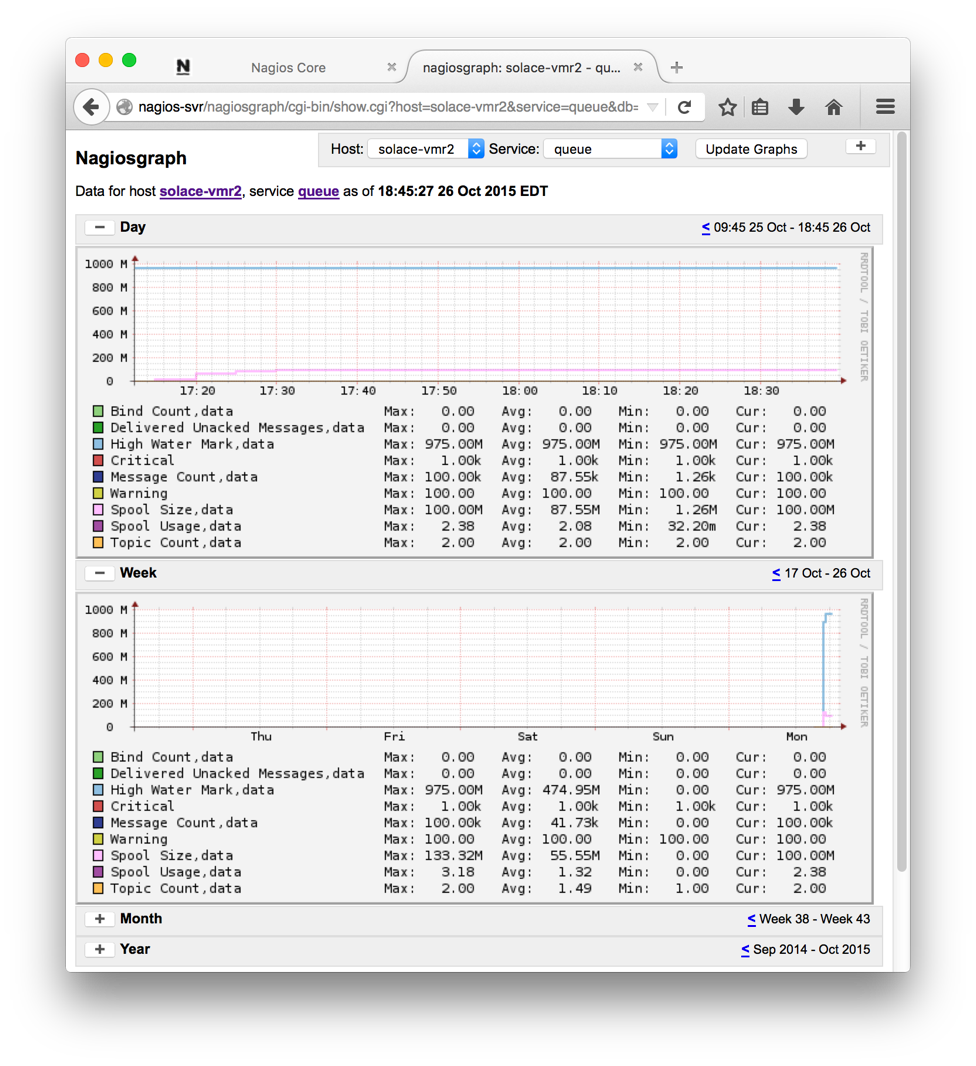 N Nagios Core × nagiosgraph: solace-vmr2 - qu... × +
nagios-svr/nagiosgraph/cgi-bin/show.cgi?host=solace-vmr2&service=queue&db=
Nagiosgraph
Host: solace-vmr2 Service: queue Update Graphs +
Data for host solace-vmr2, service queue as of 18:45:27 26 Oct 2015 EDT
− Day < 09:45 25 Oct - 18:45 26 Oct
1000 M
800 M
600 M
400 M
200 M
0
17:20 17:30 17:40 17:50 18:00 18:10 18:20 18:30
RRDTOOL / TOBI OETIKER
Bind Count,data Max: 0.00 Avg: 0.00 Min: 0.00 Cur: 0.00
Delivered Unacked Messages,data Max: 0.00 Avg: 0.00 Min: 0.00 Cur: 0.00
High Water Mark,data Max: 975.00M Avg: 975.00M Min: 975.00M Cur: 975.00M
Critical Max: 1.00k Avg: 1.00k Min: 1.00k Cur: 1.00k
Message Count,data Max: 100.00k Avg: 87.55k Min: 1.26k Cur: 100.00k
Warning Max: 100.00 Avg: 100.00 Min: 100.00 Cur: 100.00
Spool Size,data Max: 100.00M Avg: 87.55M Min: 1.26M Cur: 100.00M
Spool Usage,data Max: 2.38 Avg: 2.08 Min: 32.20m Cur: 2.38
Topic Count,data Max: 2.00 Avg: 2.00 Min: 2.00 Cur: 2.00
− Week < 17 Oct - 26 Oct
1000 M
800 M
600 M
400 M
200 M
0
Thu Fri Sat Sun Mon
RRDTOOL / TOBI OETIKER
Bind Count,data Max: 0.00 Avg: 0.00 Min: 0.00 Cur: 0.00
Delivered Unacked Messages,data Max: 0.00 Avg: 0.00 Min: 0.00 Cur: 0.00
High Water Mark,data Max: 975.00M Avg: 474.95M Min: 0.00 Cur: 975.00M
Critical Max: 1.00k Avg: 1.00k Min: 1.00k Cur: 1.00k
Message Count,data Max: 100.00k Avg: 41.73k Min: 0.00 Cur: 100.00k
Warning Max: 100.00 Avg: 100.00 Min: 100.00 Cur: 100.00
Spool Size,data Max: 133.32M Avg: 55.55M Min: 0.00 Cur: 100.00M
Spool Usage,data Max: 3.18 Avg: 1.32 Min: 0.00 Cur: 2.38
Topic Count,data Max: 2.00 Avg: 1.49 Min: 1.00 Cur: 2.00
+ Month < Week 38 - Week 43
+ Year < Sep 2014 - Oct 2015